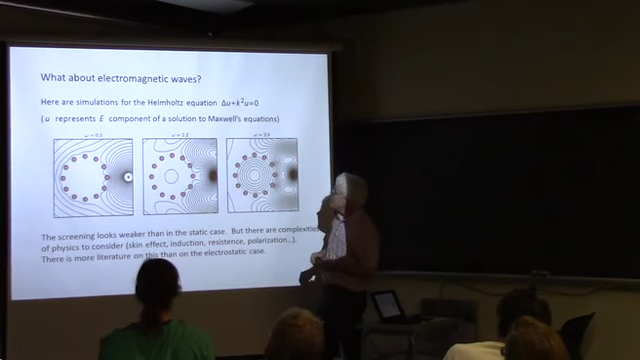 What about electromagnetic waves?
Here are simulations for the Helmholtz equation Δu+k²u=0
(u represents E component of a solution to Maxwell's equations)
The screening looks weaker than in the static case. But there are complexities
of physics to consider (skin effect, induction, resistance, polarization...).
There is more literature on this than on the electrostatic case.